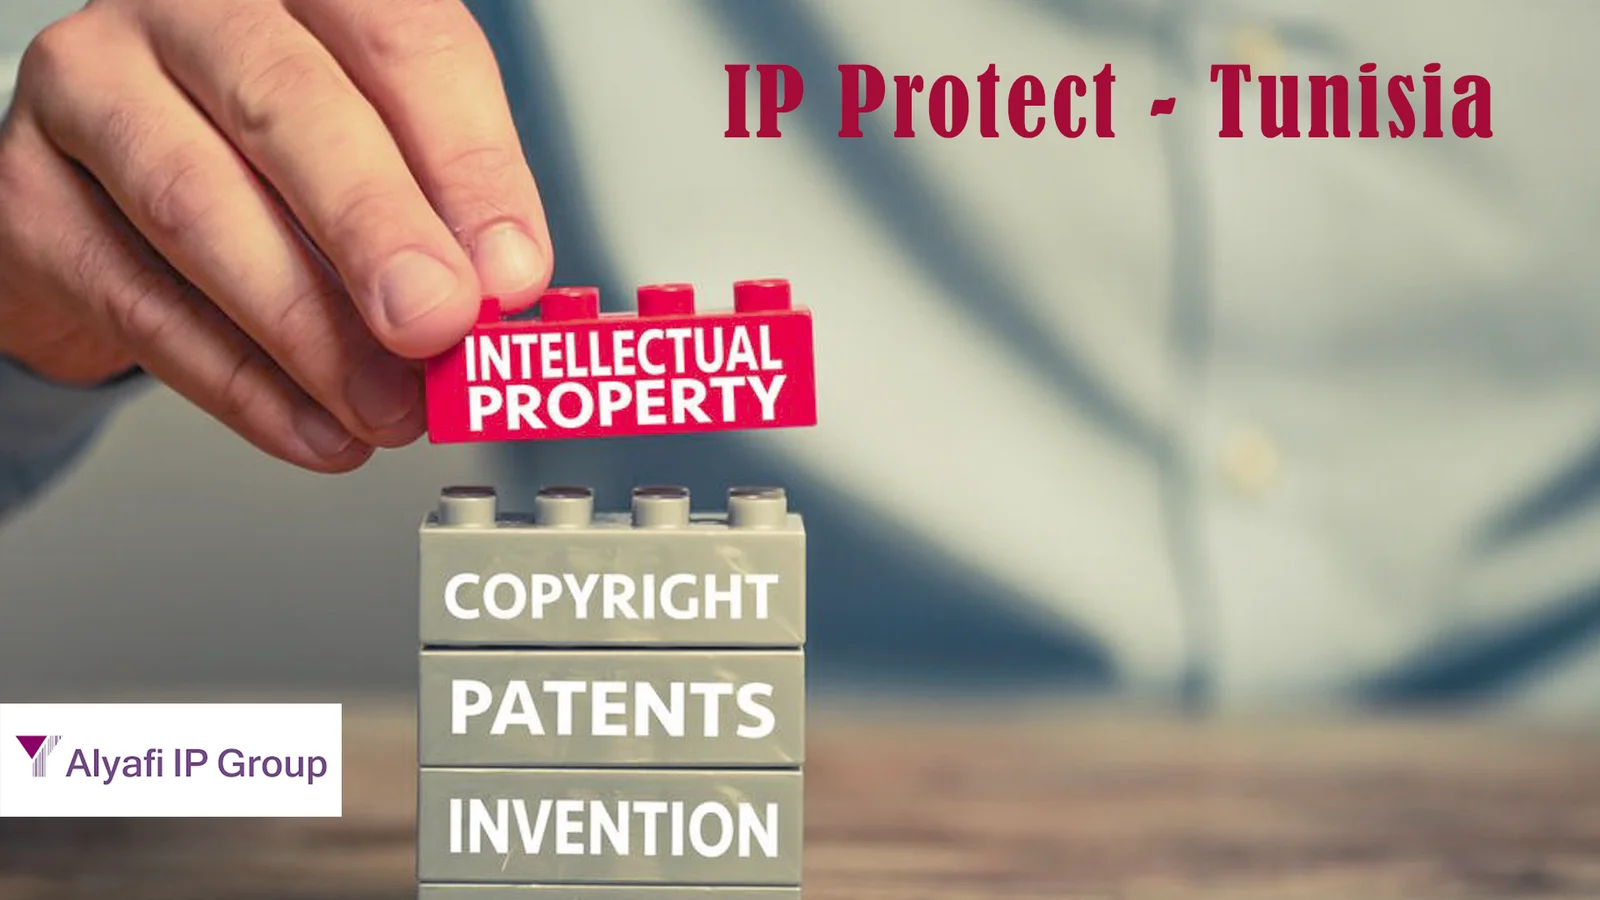 IP Protect - Tunisia
INTELLECTUAL
PROPERTY
COPYRIGHT
PATENTS
INVENTION
Alyafi IP Group